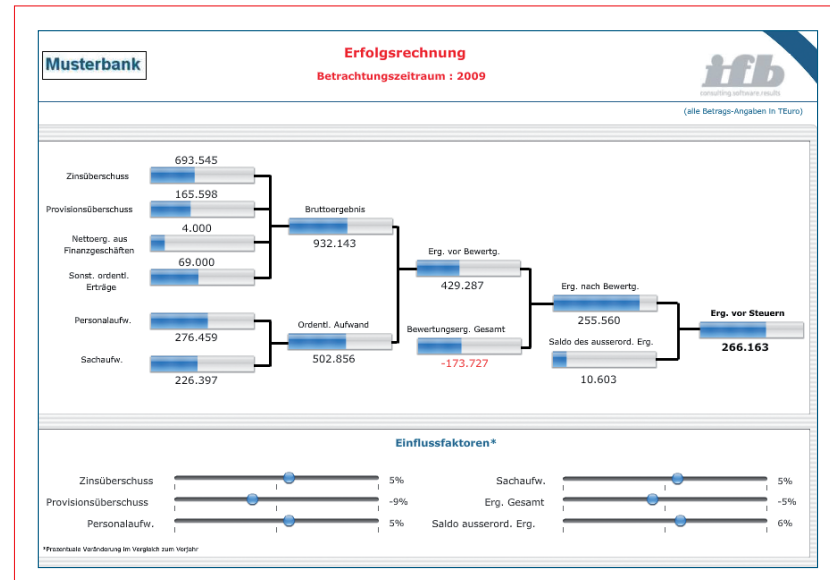 Musterbank
Erfolgsrechnung
Betrachtungszeitraum : 2009
ifb
consulting software results
(alle Betrags-Angaben in TEuro)
693.545
Zinsüberschuss
165.598
Provisionsüberschuss
Bruttoergebnis
4.000
Nettoerg. aus
Finanzgeschäften
932.143
69.000
Sonst. ordentl.
Erträge
Erg. vor Bewertg.
429.287
Personalaufw.
276.459
Ordentl. Aufwand
502.856
Sachaufw.
226.397
Bewertungserg. Gesamt
-173.727
Erg. nach Bewertg.
255.560
Saldo des ausserord. Erg.
10.603
Erg. vor Steuern
266.163
Einflussfaktoren*
Zinsüberschuss 5%
Provisionsüberschuss -9%
Personalaufw. 5%
Sachaufw. 5%
Erg. Gesamt -5%
Saldo ausserord. Erg. 6%
*Prozentuale Veränderung im Vergleich zum Vorjahr